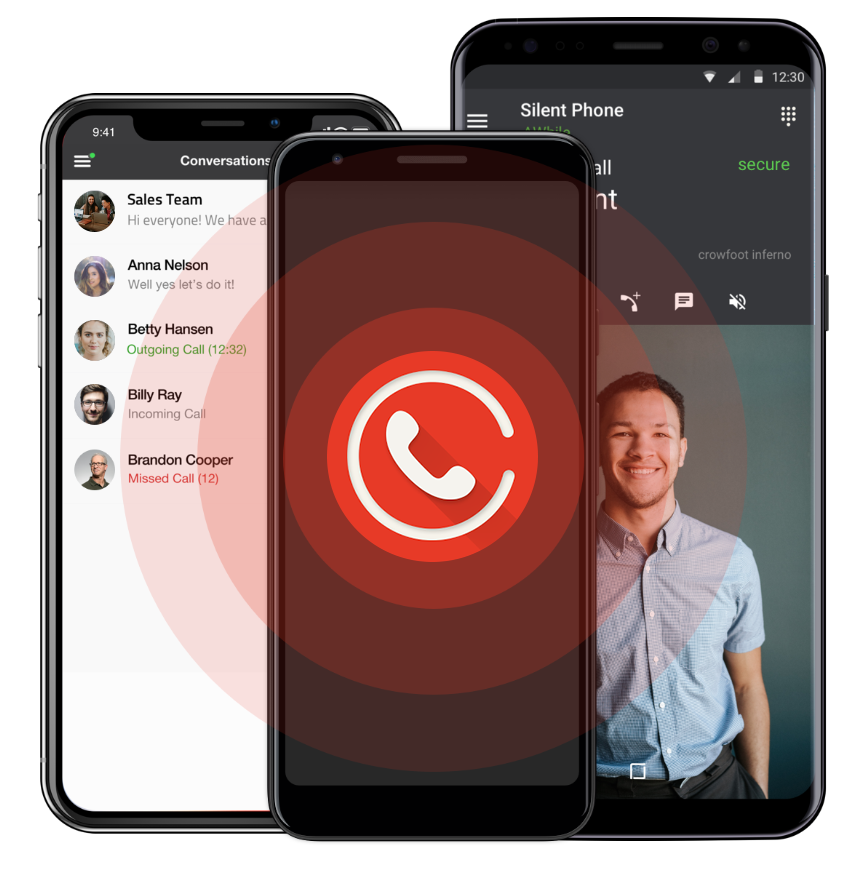 9:41
Conversations
Sales Team
Hi everyone! We have a
Anna Nelson
Well yes let's do it!
Betty Hansen
Outgoing Call (12:32)
Billy Ray
Incoming Call
Brandon Cooper
Missed Call (12)
12:30
Silent Phone
AWhile
all
secure
nt
crowfoot inferno